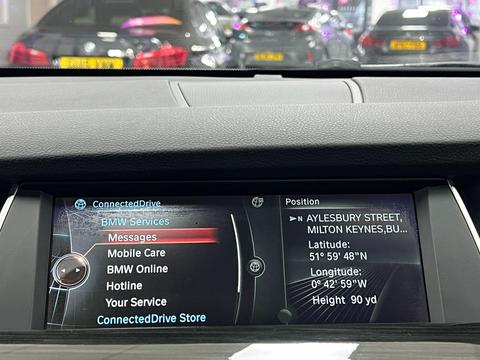 ConnectedDrive
BMW Services
Messages
Mobile Care
BMW Online
Hotline
Your Service
ConnectedDrive Store
Position
N AYLESBURY STREET,
MILTON KEYNES,BU...
Latitude:
51° 59' 48"N
Longitude:
0° 42' 59"W
Height 90 yd